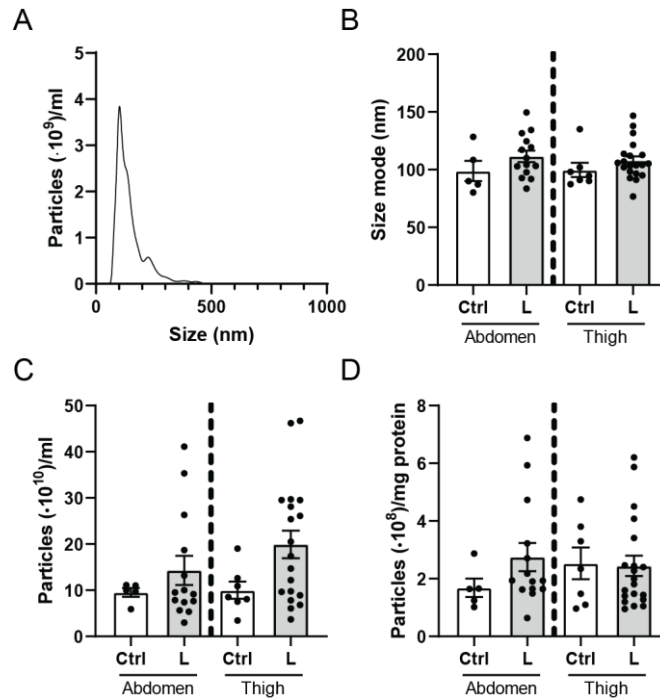 A
Particles (·10⁹)/ml
5
4
3
2
1
0
0
500
1000
Size (nm)
B
Size mode (nm)
200
150
100
50
0
Ctrl L Ctrl L
Abdomen Thigh
C
Particles (·10¹⁰)/ml
50
40
30
20
10
0
Ctrl L Ctrl L
Abdomen Thigh
D
Particles (·10⁸)/mg protein
8
6
4
2
0
Ctrl L Ctrl L
Abdomen Thigh